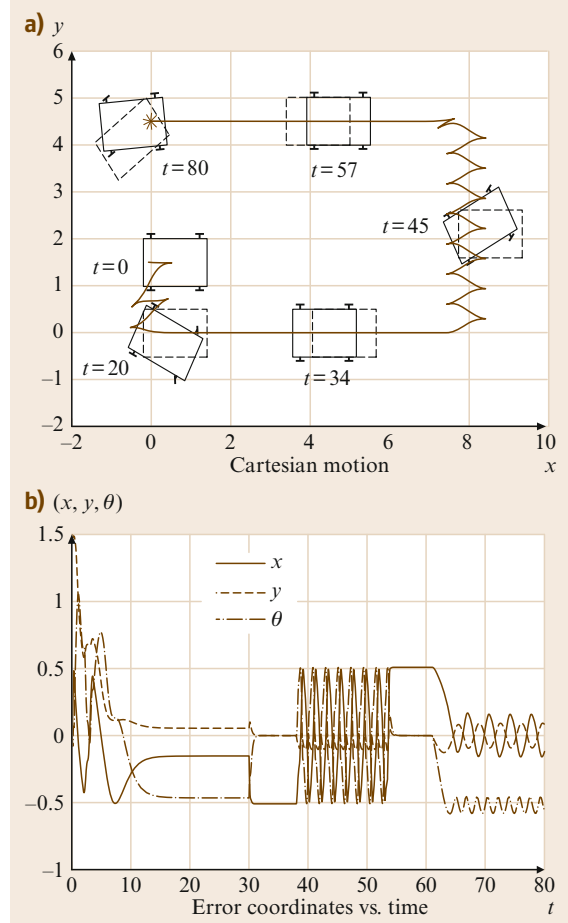 a) y
6
5
4
3
2
1
0
–1
–2
t=80
t=57
t=45
t=0
t=20
t=34
–2 0 2 4 6 8 10
Cartesian motion x
b) (x, y, θ)
1.5
1
0.5
0
–0.5
–1
x
y
θ
0 10 20 30 40 50 60 70 80
Error coordinates vs. time t